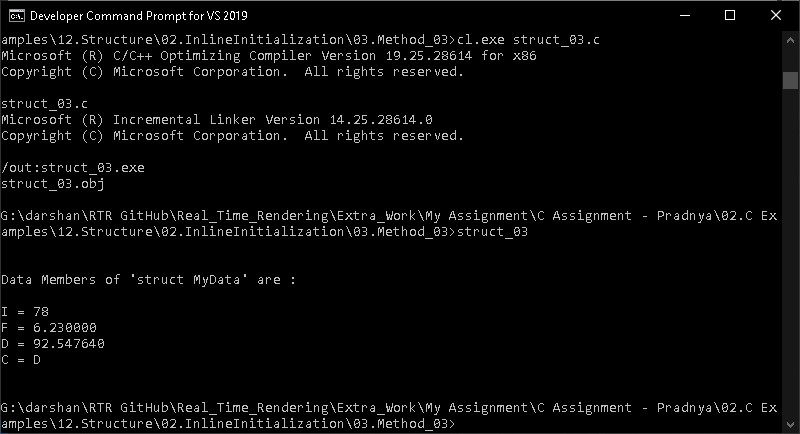 Developer Command Prompt for VS 2019
amples\12.Structure\02.InlineInitialization\03.Method_03>cl.exe struct_03.c
Microsoft (R) C/C++ Optimizing Compiler Version 19.25.28614 for x86
Copyright (C) Microsoft Corporation.  All rights reserved.
struct_03.c
Microsoft (R) Incremental Linker Version 14.25.28614.0
Copyright (C) Microsoft Corporation.  All rights reserved.
/out:struct_03.exe
struct_03.obj
G:\darshan\RTR GitHub\Real_Time_Rendering\Extra_Work\My Assignment\C Assignment - Pradnya\02.C Ex
amples\12.Structure\02.InlineInitialization\03.Method_03>struct_03
Data Members of 'struct MyData' are :
I = 78
F = 6.230000
D = 92.547640
C = D
G:\darshan\RTR GitHub\Real_Time_Rendering\Extra_Work\My Assignment\C Assignment - Pradnya\02.C Ex
amples\12.Structure\02.InlineInitialization\03.Method_03>